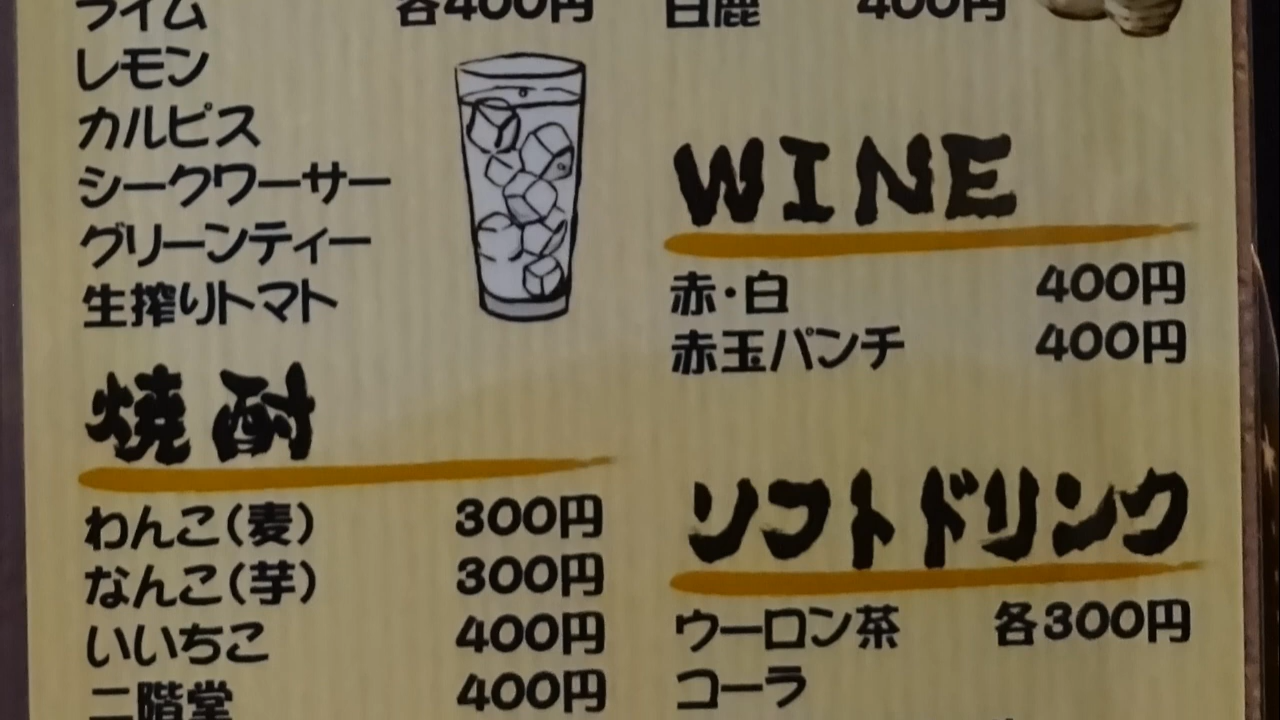 ライム 各400円
レモン
カルピス
シークワーサー
グリーンティー
生搾りトマト
焼酎
わんこ(麦) 300円
なんこ(芋) 300円
いいちこ 400円
二階堂 400円
白鹿 400円
WINE
赤・白 400円
赤玉パンチ 400円
ソフトドリンク
ウーロン茶 各300円
コーラ